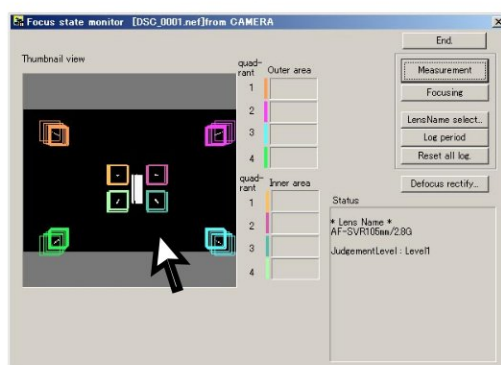 Focus state monitor [DSC_0001.nef]from CAMERA
End.
Thumbnail view
quad-
rant Outer area
1
2
3
4
quad-
rant Inner area
1
2
3
4
Measurement
Focusing
LensName select..
Log period
Reset all log.
Defocus rectify...
Status
* Lens Name *
AF-SVR105mm/2.8G
JudgementLevel : Level1